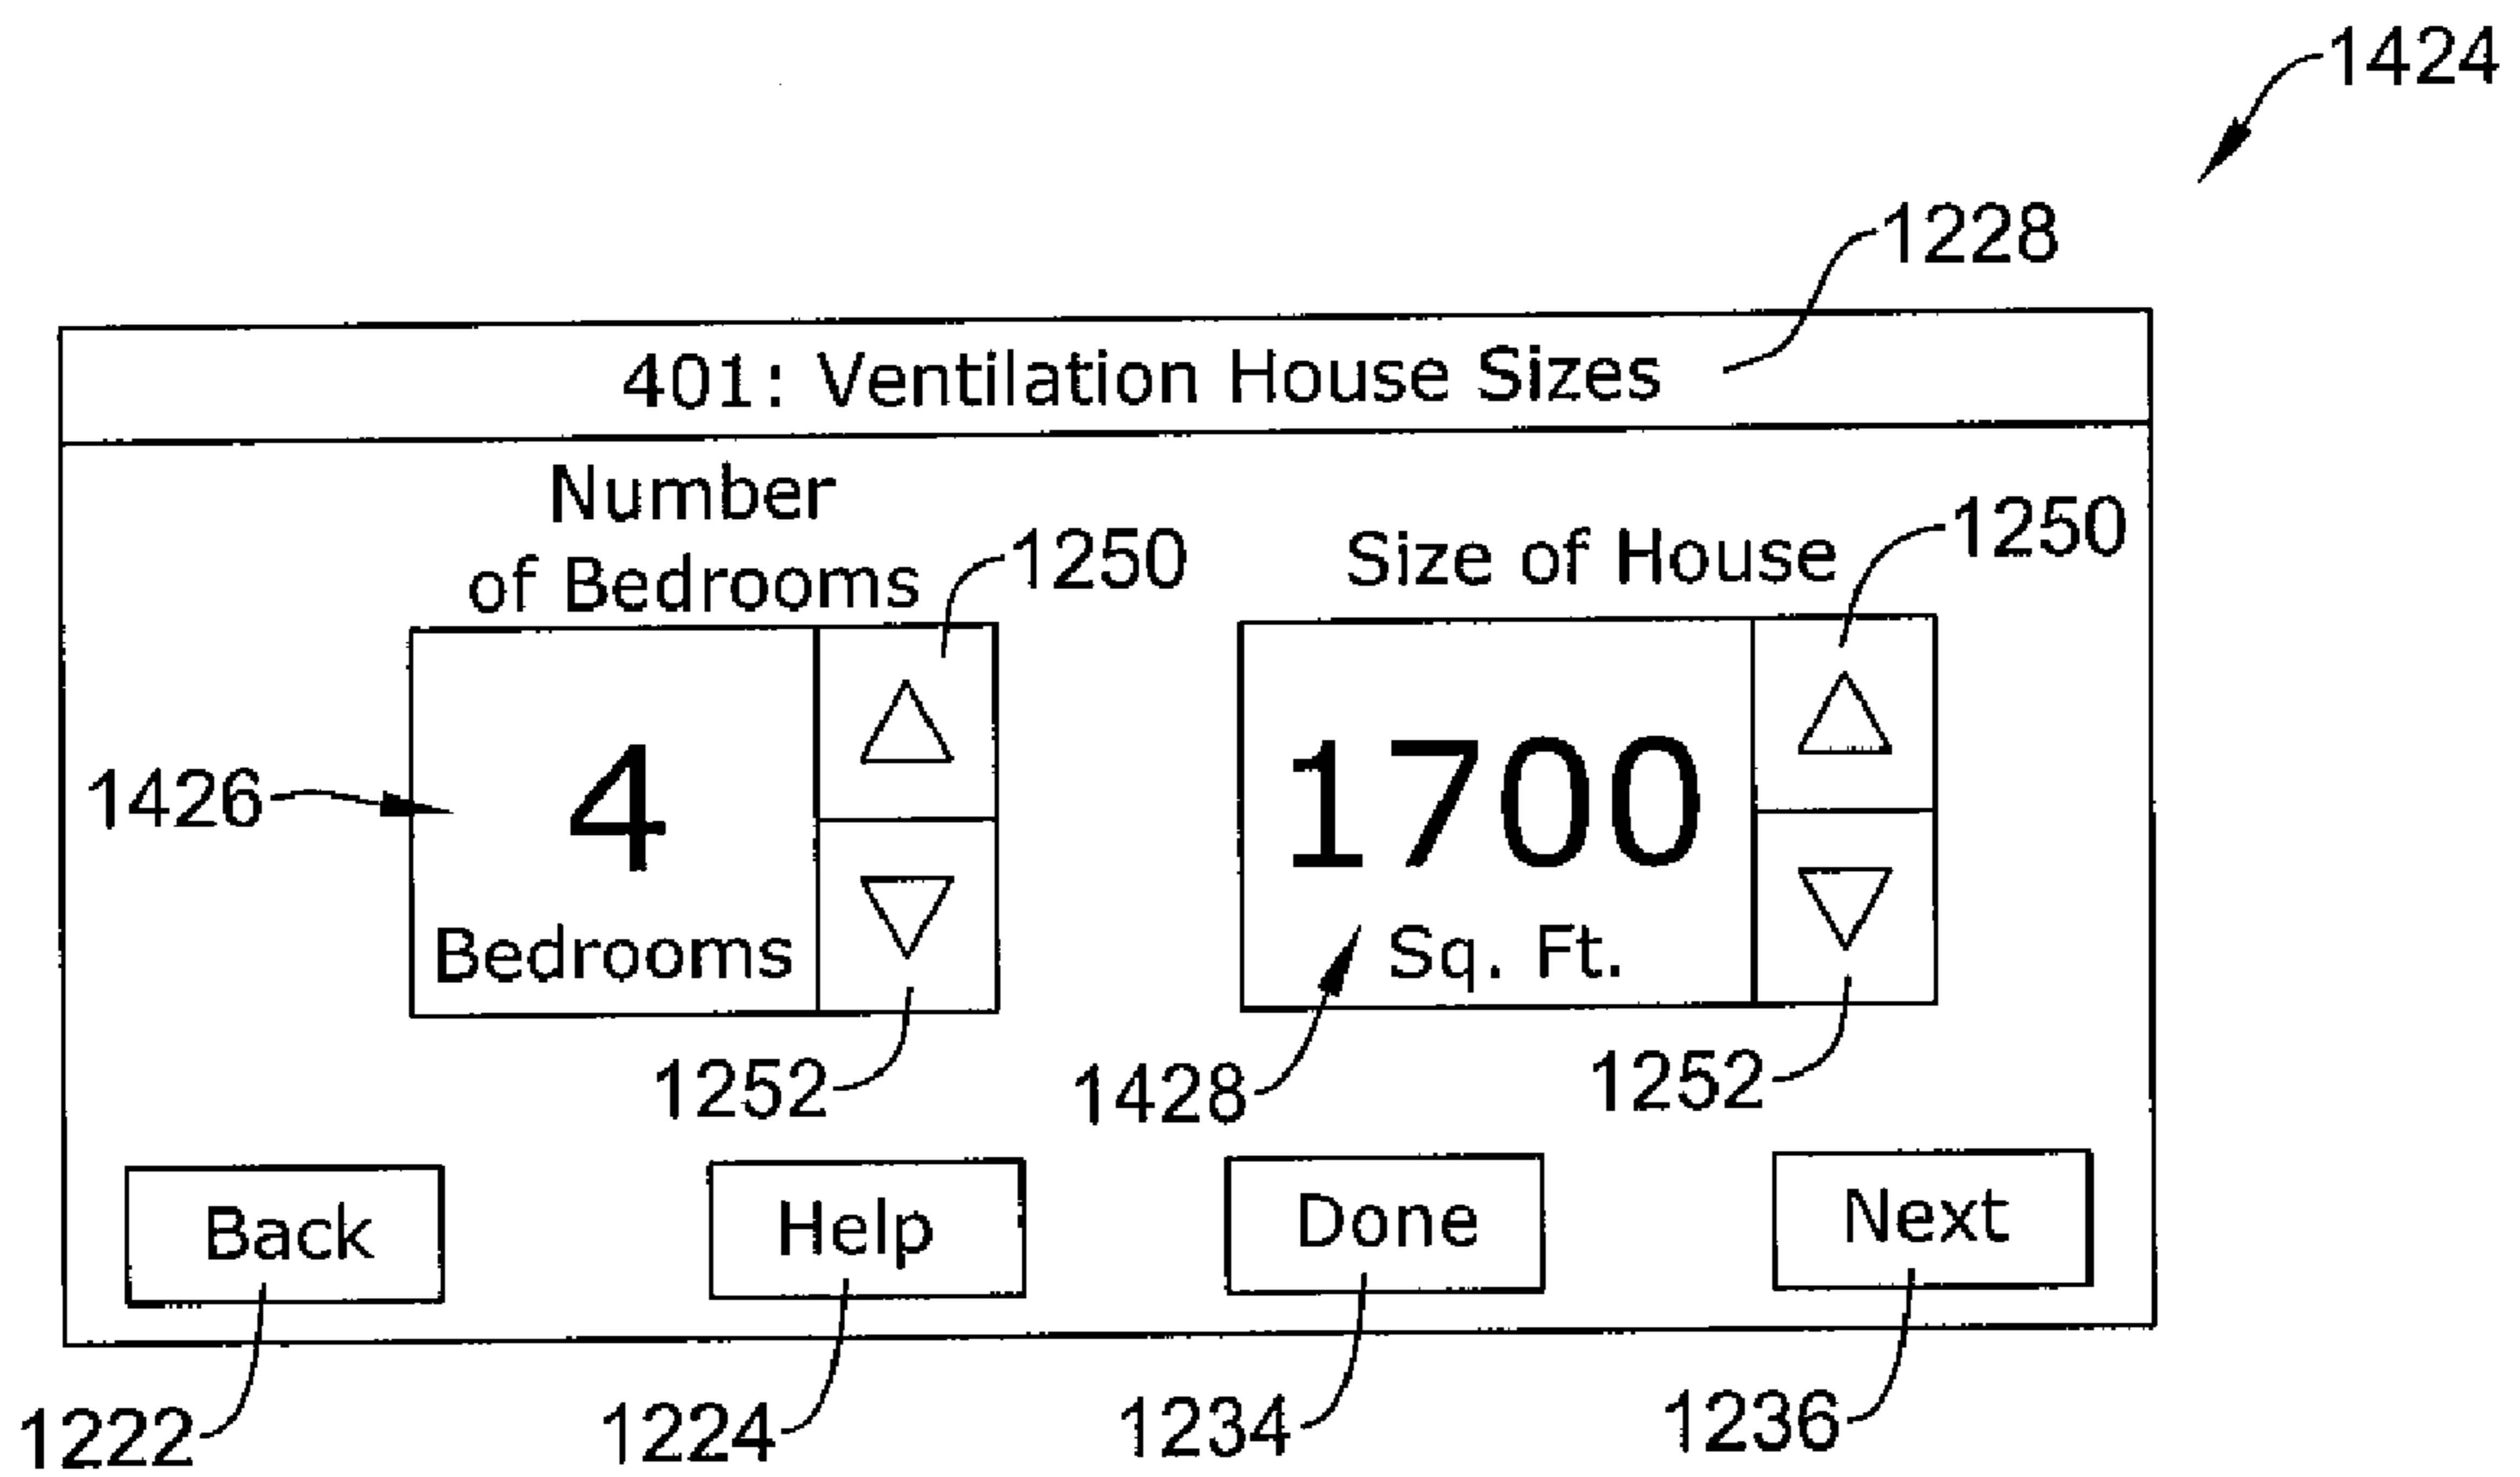 1424
1228
401: Ventilation House Sizes
Number
of Bedrooms
1250
Size of House
1250
1426
4
Bedrooms
1700
Sq. Ft.
1252
1428
1252
Back
Help
Done
Next
1222
1224
1234
1236